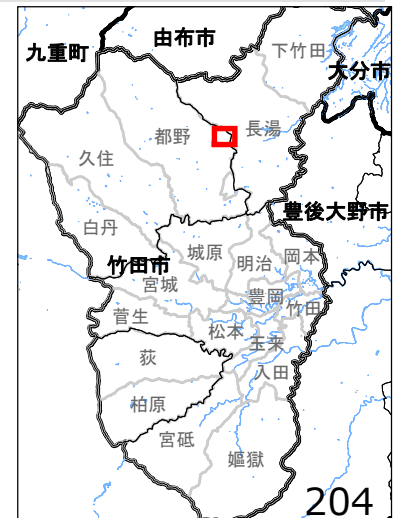 由布市
九重町
下竹田
大分市
都野
長湯
久住
豊後大野市
白丹
城原
岡本
明治
竹田市
宮城
豊岡
竹田
菅生
松本
玉来
荻
入田
柏原
宮砥
嫗獄
204